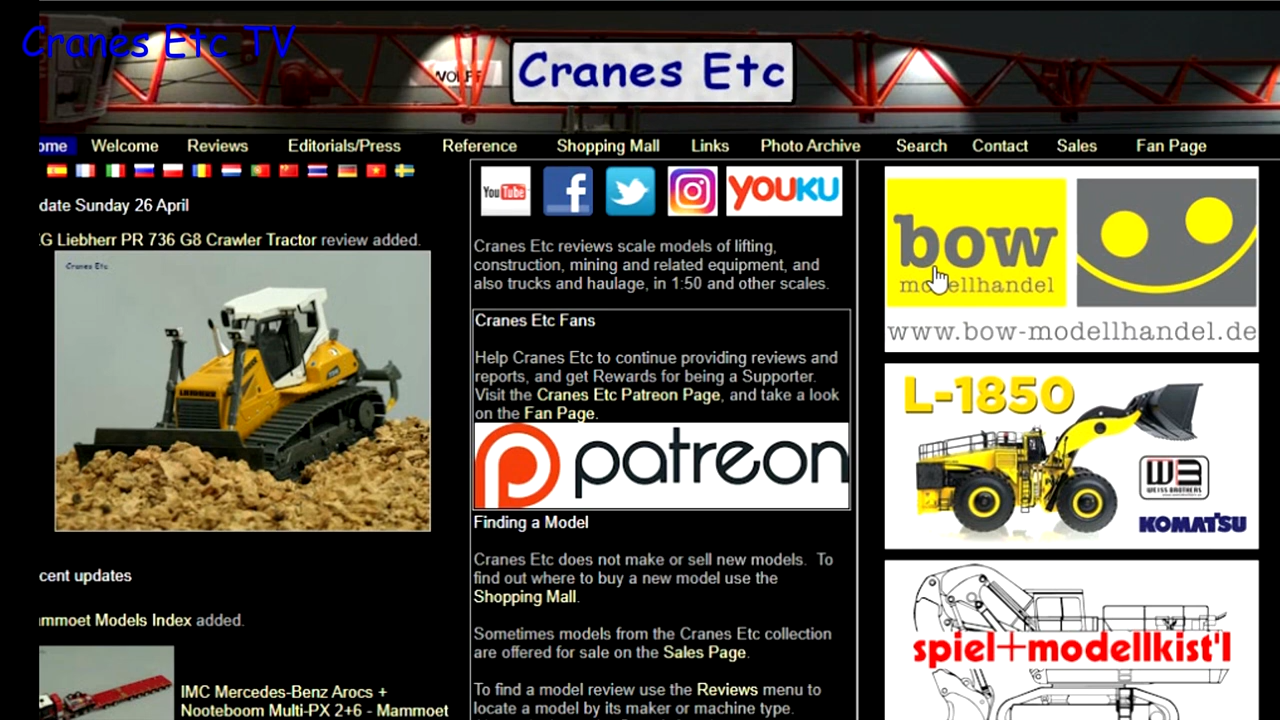 Cranes Etc TV
WOLFF
Cranes Etc
ome Welcome Reviews Editorials/Press Reference Shopping Mall Links Photo Archive Search Contact Sales Fan Page
date Sunday 26 April
G Liebherr PR 736 G8 Crawler Tractor review added.
Cranes Etc
LIEBHERR
cent updates
mmoet Models Index added.
IMC Mercedes-Benz Arocs +
Nooteboom Multi-PX 2+6 - Mammoet
YouTube
YOUKU
Cranes Etc reviews scale models of lifting,
construction, mining and related equipment, and
also trucks and haulage, in 1:50 and other scales.
Cranes Etc Fans
Help Cranes Etc to continue providing reviews and
reports, and get Rewards for being a Supporter.
Visit the Cranes Etc Patreon Page, and take a look
on the Fan Page.
patreon
Finding a Model
Cranes Etc does not make or sell new models. To
find out where to buy a new model use the
Shopping Mall.
Sometimes models from the Cranes Etc collection
are offered for sale on the Sales Page.
To find a model review use the Reviews menu to
locate a model by its maker or machine type.
bow
modellhandel
www.bow-modellhandel.de
L-1850
WEISS BROTHERS
KOMATSU
spiel+modellkist'l